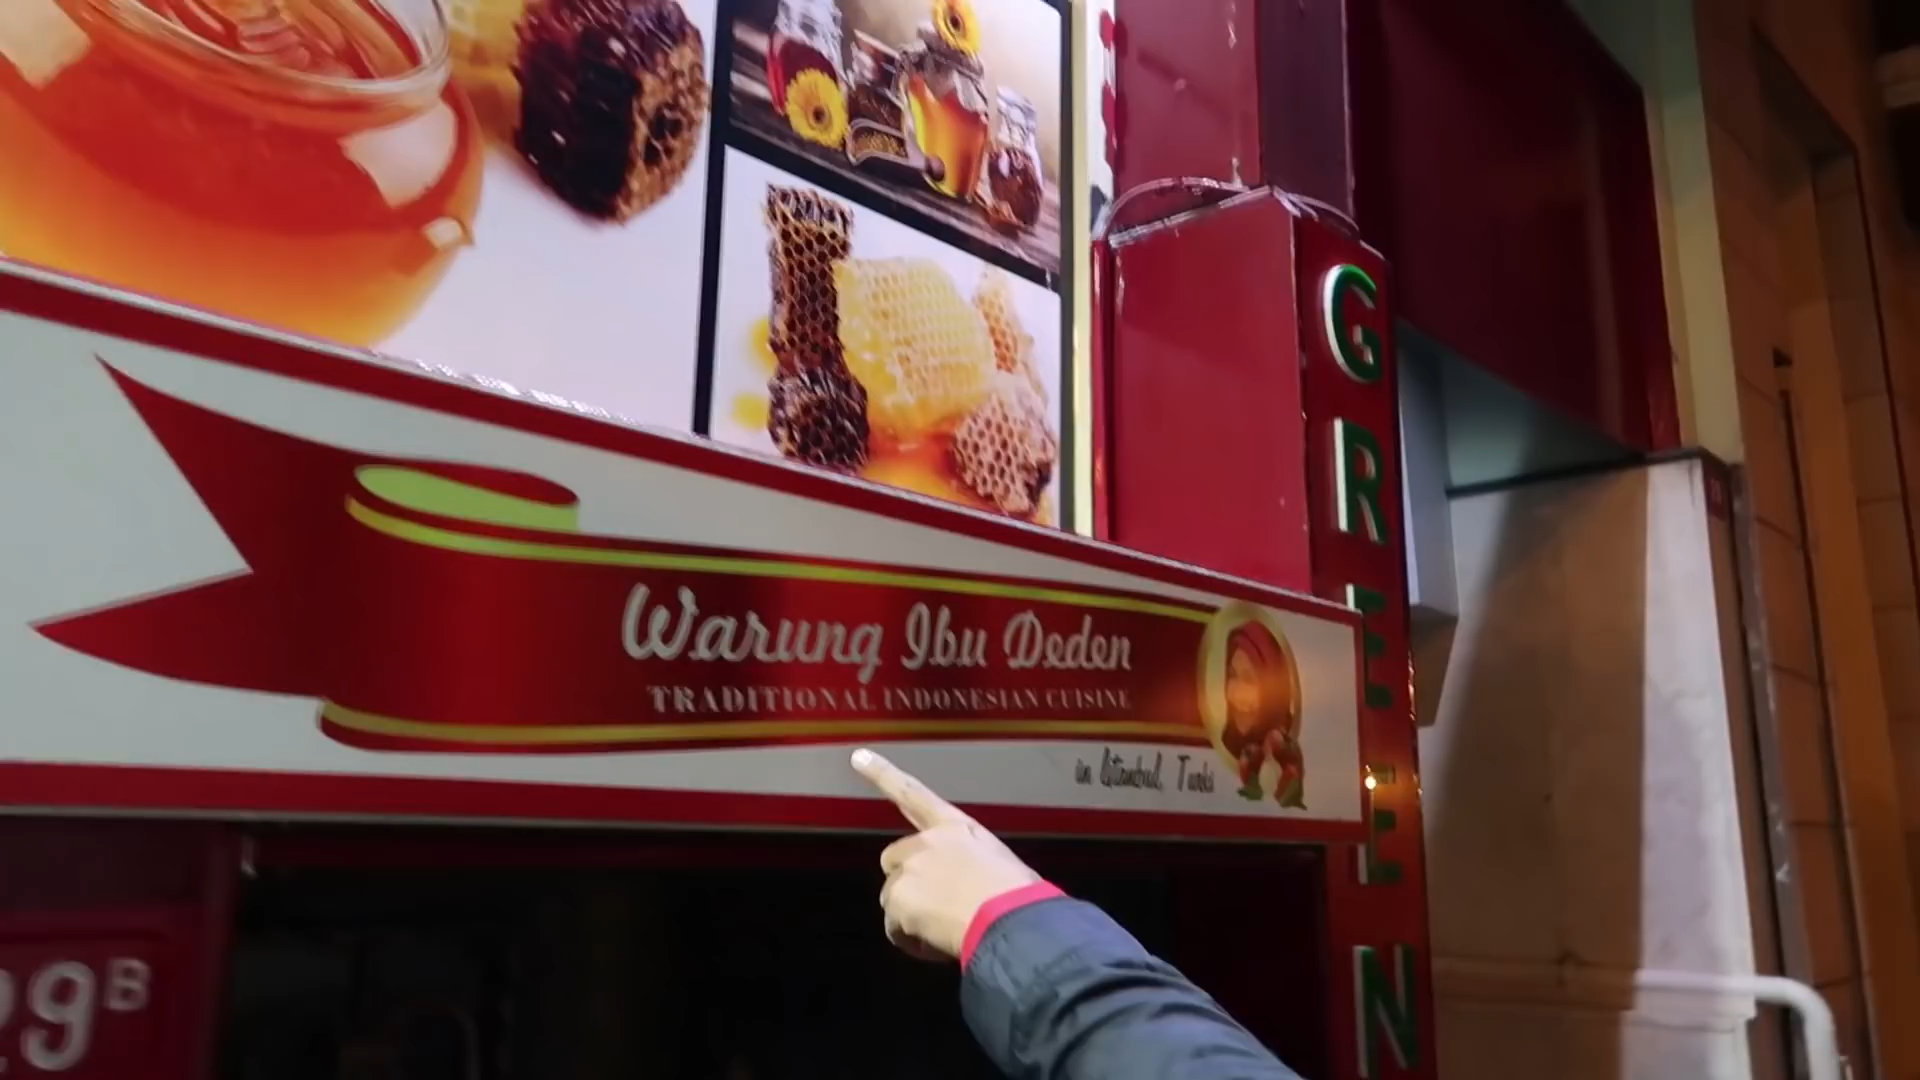 Warung Ibu Deden
TRADITIONAL INDONESIAN CUISINE
in Istanbul, Turki
GREEN
29B